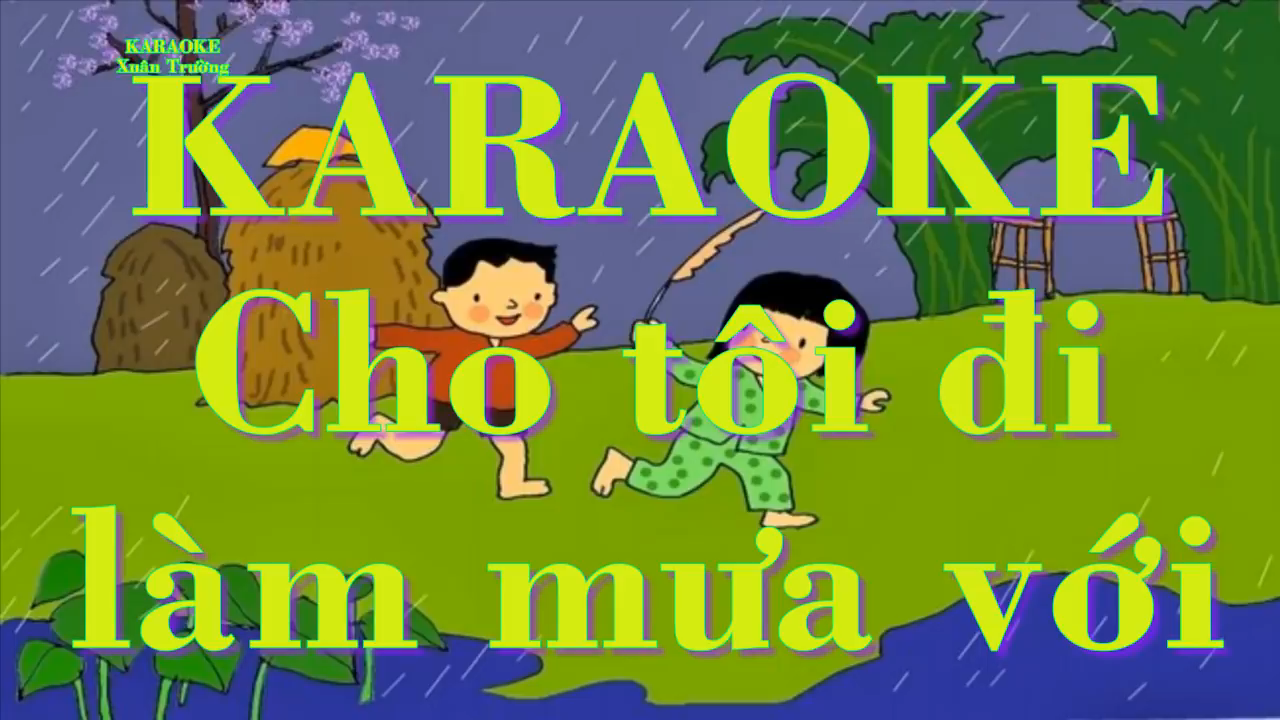 KARAOKE
Xuân Trường
KARAOKE
Cho tôi đi
làm mưa với